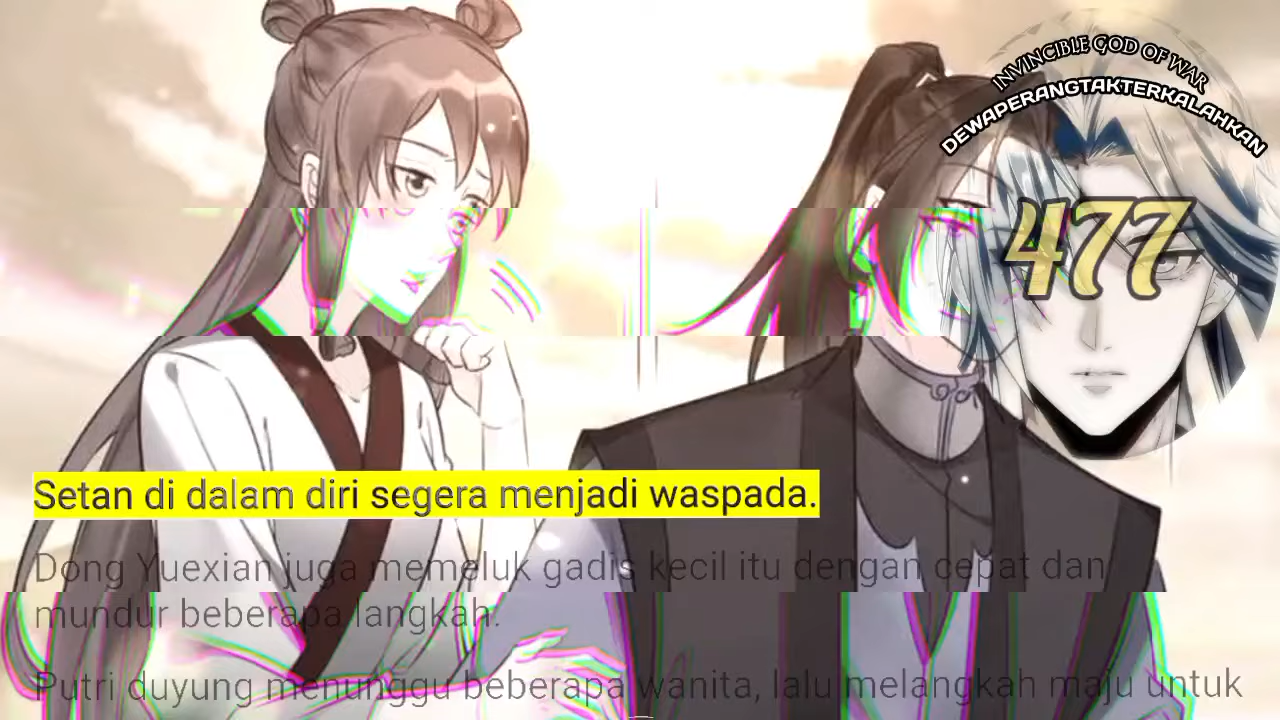 INVINCIBLE GOD OF WAR
DEWAPERANGTAKTERKALAHKAN
477
Setan di dalam diri segera menjadi waspada.
Dong Yuexian juga memeluk gadis kecil itu dengan cepat dan
mundur beberapa langkah.
Putri duyung menunggu beberapa wanita, lalu melangkah maju untuk